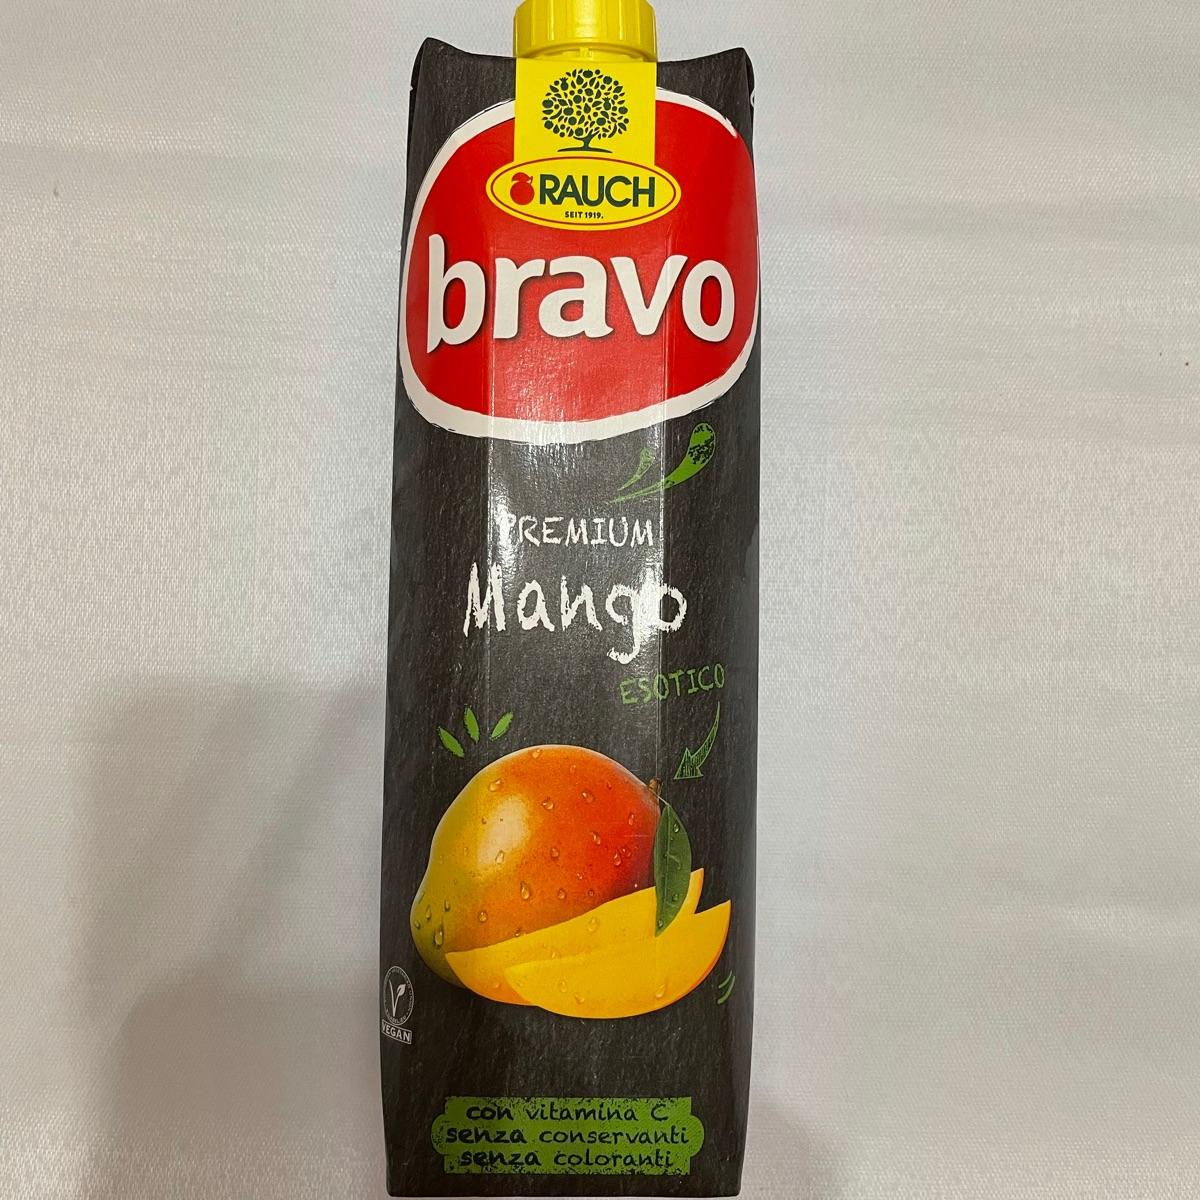 RAUCH
SEIT 1919.
bravo
PREMIUM
Mango
ESOTICO
VEGAN
con vitamina C
senza conservanti
senza coloranti